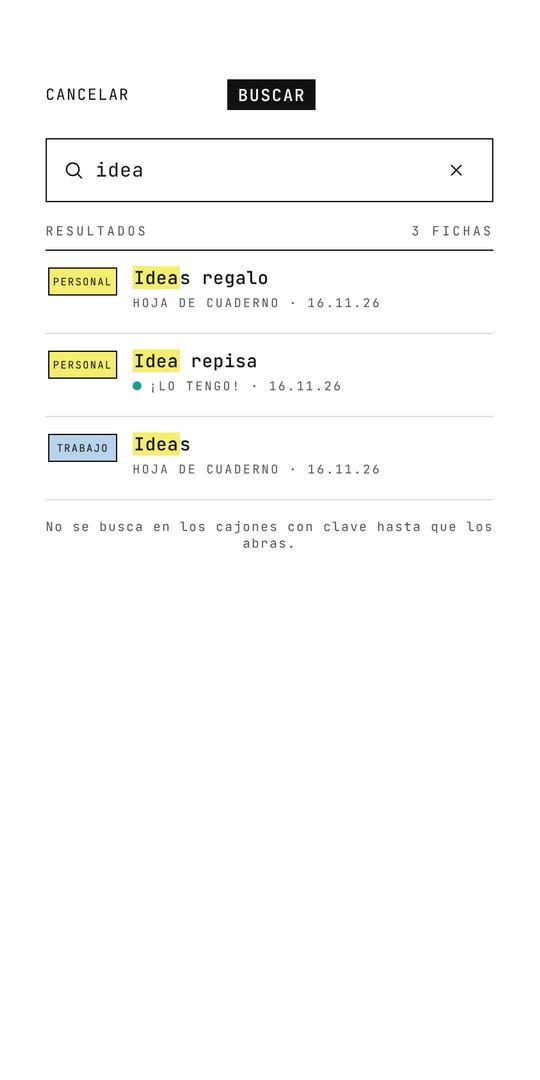 CANCELAR BUSCAR
idea
RESULTADOS 3 FICHAS
PERSONAL Ideas regalo
HOJA DE CUADERNO · 16.11.26
PERSONAL Idea repisa
¡LO TENGO! · 16.11.26
TRABAJO Ideas
HOJA DE CUADERNO · 16.11.26
No se busca en los cajones con clave hasta que los
abras.